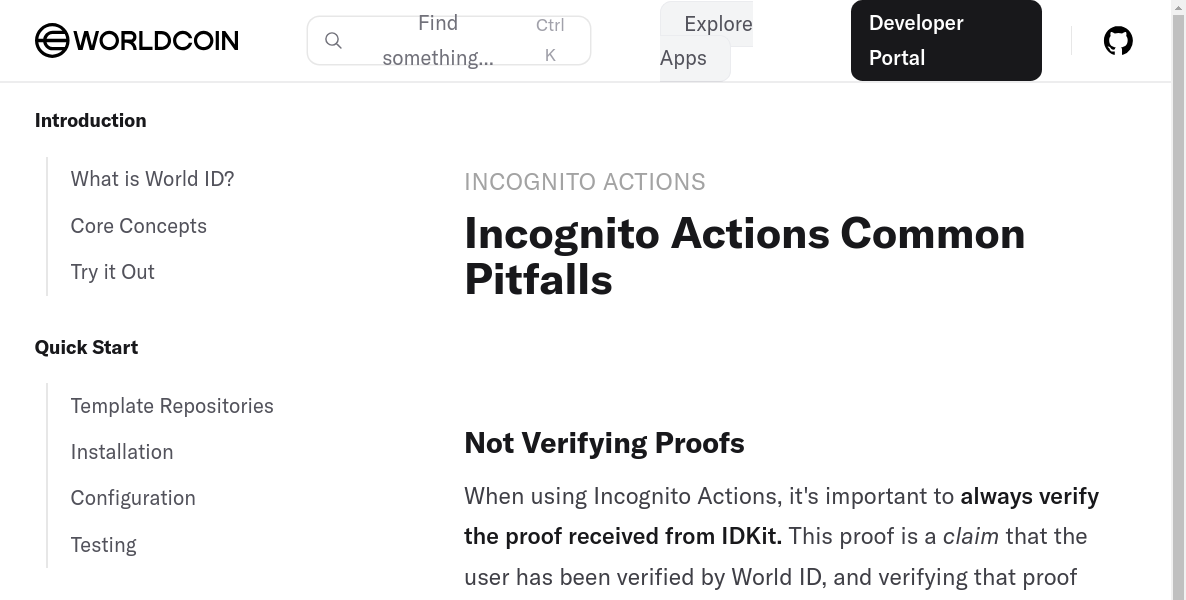 WORLDCOIN
Find
something...
Ctrl
K
Explore
Apps
Developer
Portal
Introduction
What is World ID?
Core Concepts
Try it Out
Quick Start
Template Repositories
Installation
Configuration
Testing
INCOGNITO ACTIONS
Incognito Actions Common
Pitfalls
Not Verifying Proofs
When using Incognito Actions, it's important to always verify
the proof received from IDKit. This proof is a claim that the
user has been verified by World ID, and verifying that proof